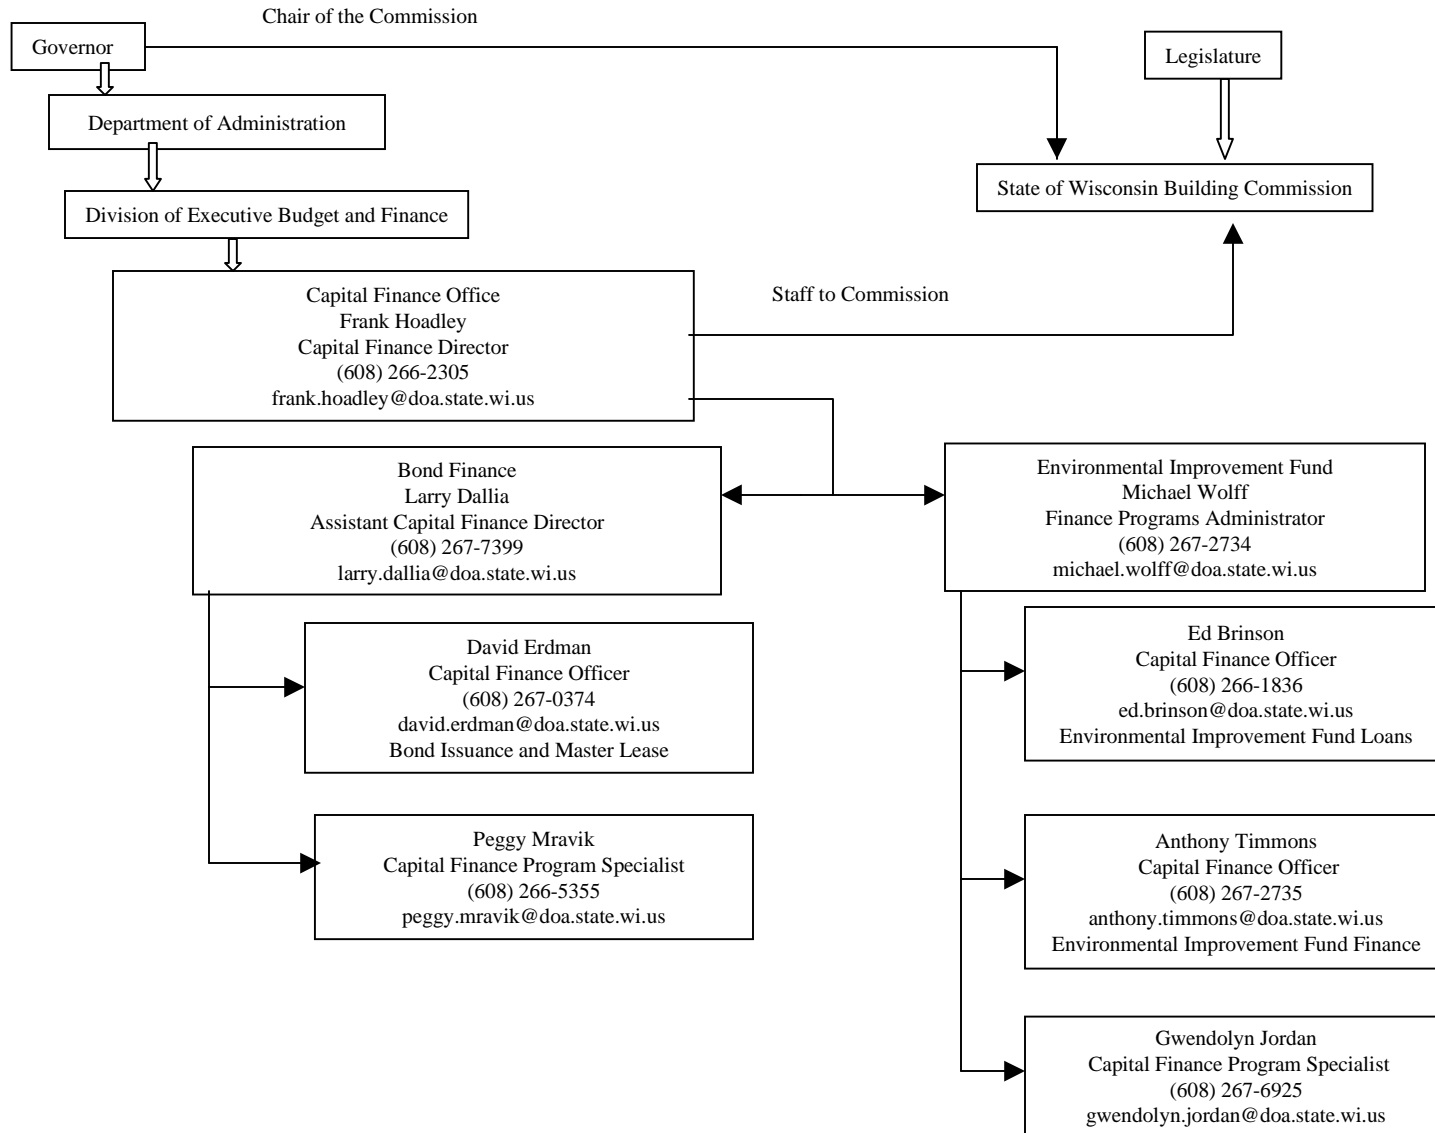 Chair of the Commission
Governor
Legislature
Department of Administration
State of Wisconsin Building Commission
Division of Executive Budget and Finance
Capital Finance Office
Frank Hoadley
Capital Finance Director
(608) 266-2305
frank.hoadley@doa.state.wi.us
Staff to Commission
Bond Finance
Larry Dallia
Assistant Capital Finance Director
(608) 267-7399
larry.dallia@doa.state.wi.us
Environmental Improvement Fund
Michael Wolff
Finance Programs Administrator
(608) 267-2734
michael.wolff@doa.state.wi.us
David Erdman
Capital Finance Officer
(608) 267-0374
david.erdman@doa.state.wi.us
Bond Issuance and Master Lease
Ed Brinson
Capital Finance Officer
(608) 266-1836
ed.brinson@doa.state.wi.us
Environmental Improvement Fund Loans
Peggy Mravik
Capital Finance Program Specialist
(608) 266-5355
peggy.mravik@doa.state.wi.us
Anthony Timmons
Capital Finance Officer
(608) 267-2735
anthony.timmons@doa.state.wi.us
Environmental Improvement Fund Finance
Gwendolyn Jordan
Capital Finance Program Specialist
(608) 267-6925
gwendolyn.jordan@doa.state.wi.us